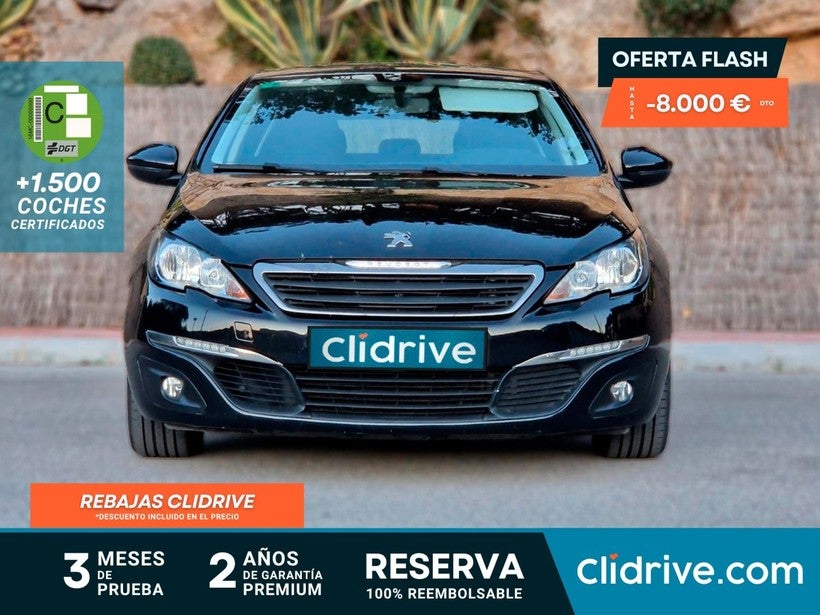 OFERTA FLASH
HASTA
-8.000 €
DTO
C
DGT
+1.500
COCHES
CERTIFICADOS
PEUGEOT
Clidrive
REBAJAS CLIDRIVE
*DESCUENTO INCLUIDO EN EL PRECIO
3 MESES
DE
PRUEBA
2 AÑOS
DE GARANTÍA
PREMIUM
RESERVA
100% REEMBOLSABLE
Clidrive.com